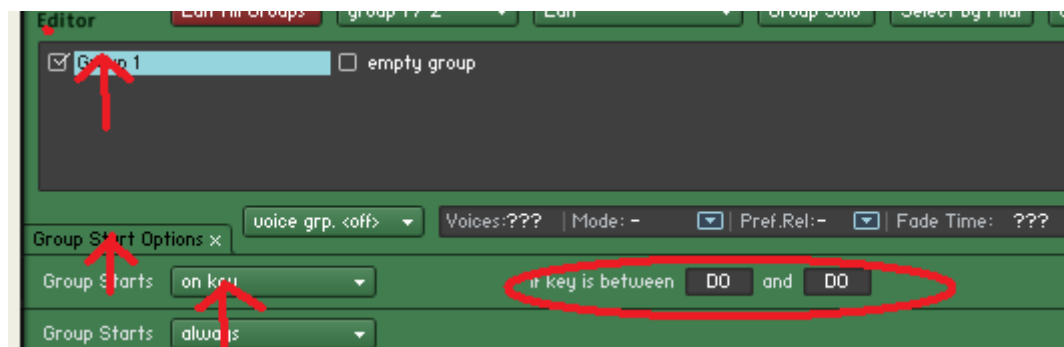 Editor Edit All Groups group 1 / 2 Edit Group Solo Select by Midi
Group 1 empty group
voice grp. <off> Voices:??? | Mode: - | Pref.Rel:- | Fade Time: ???
Group Start Options ×
Group Starts on key if key is between D0 and D0
Group Starts always